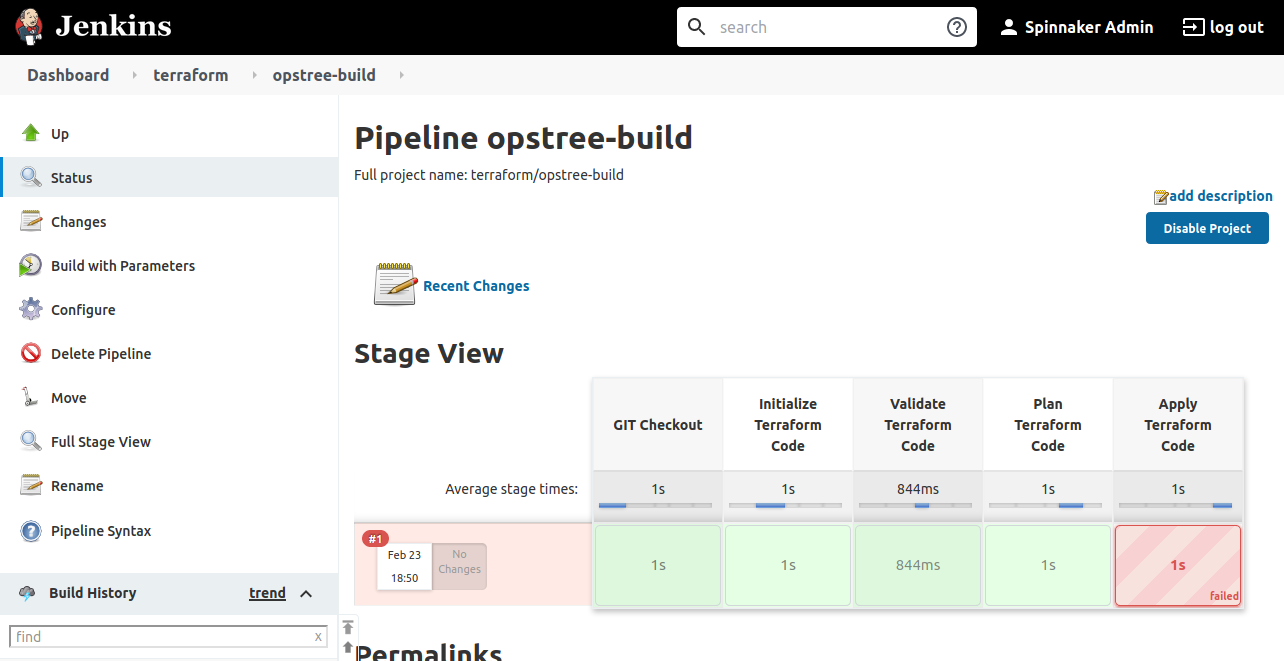 Jenkins
search
?
Spinnaker Admin
log out
Dashboard
terraform
opstree-build
Up
Status
Changes
Build with Parameters
Configure
Delete Pipeline
Move
Full Stage View
Rename
?
Pipeline Syntax
Build History
trend
find
x
Pipeline opstree-build
Full project name: terraform/opstree-build
add description
Disable Project
Recent Changes
Stage View
GIT Checkout
Initialize
Terraform
Code
Validate
Terraform
Code
Plan
Terraform
Code
Apply
Terraform
Code
Average stage times:
1s
1s
844ms
1s
1s
#1
Feb 23
18:50
No
Changes
1s
1s
844ms
1s
1s
failed
Permalinks